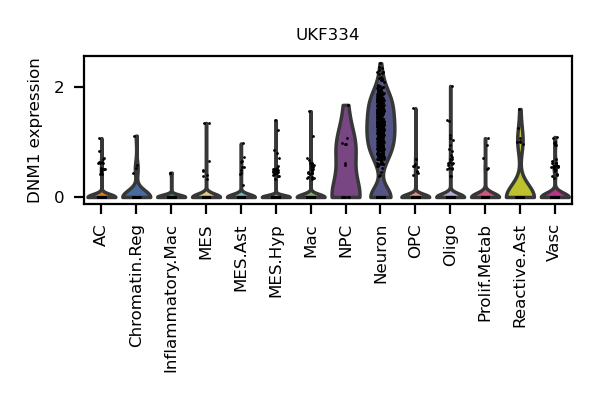 UKF334
DNM1 expression
2
0
AC
Chromatin.Reg
Inflammatory.Mac
MES
MES.Ast
MES.Hyp
Mac
NPC
Neuron
OPC
Oligo
Prolif.Metab
Reactive.Ast
Vasc